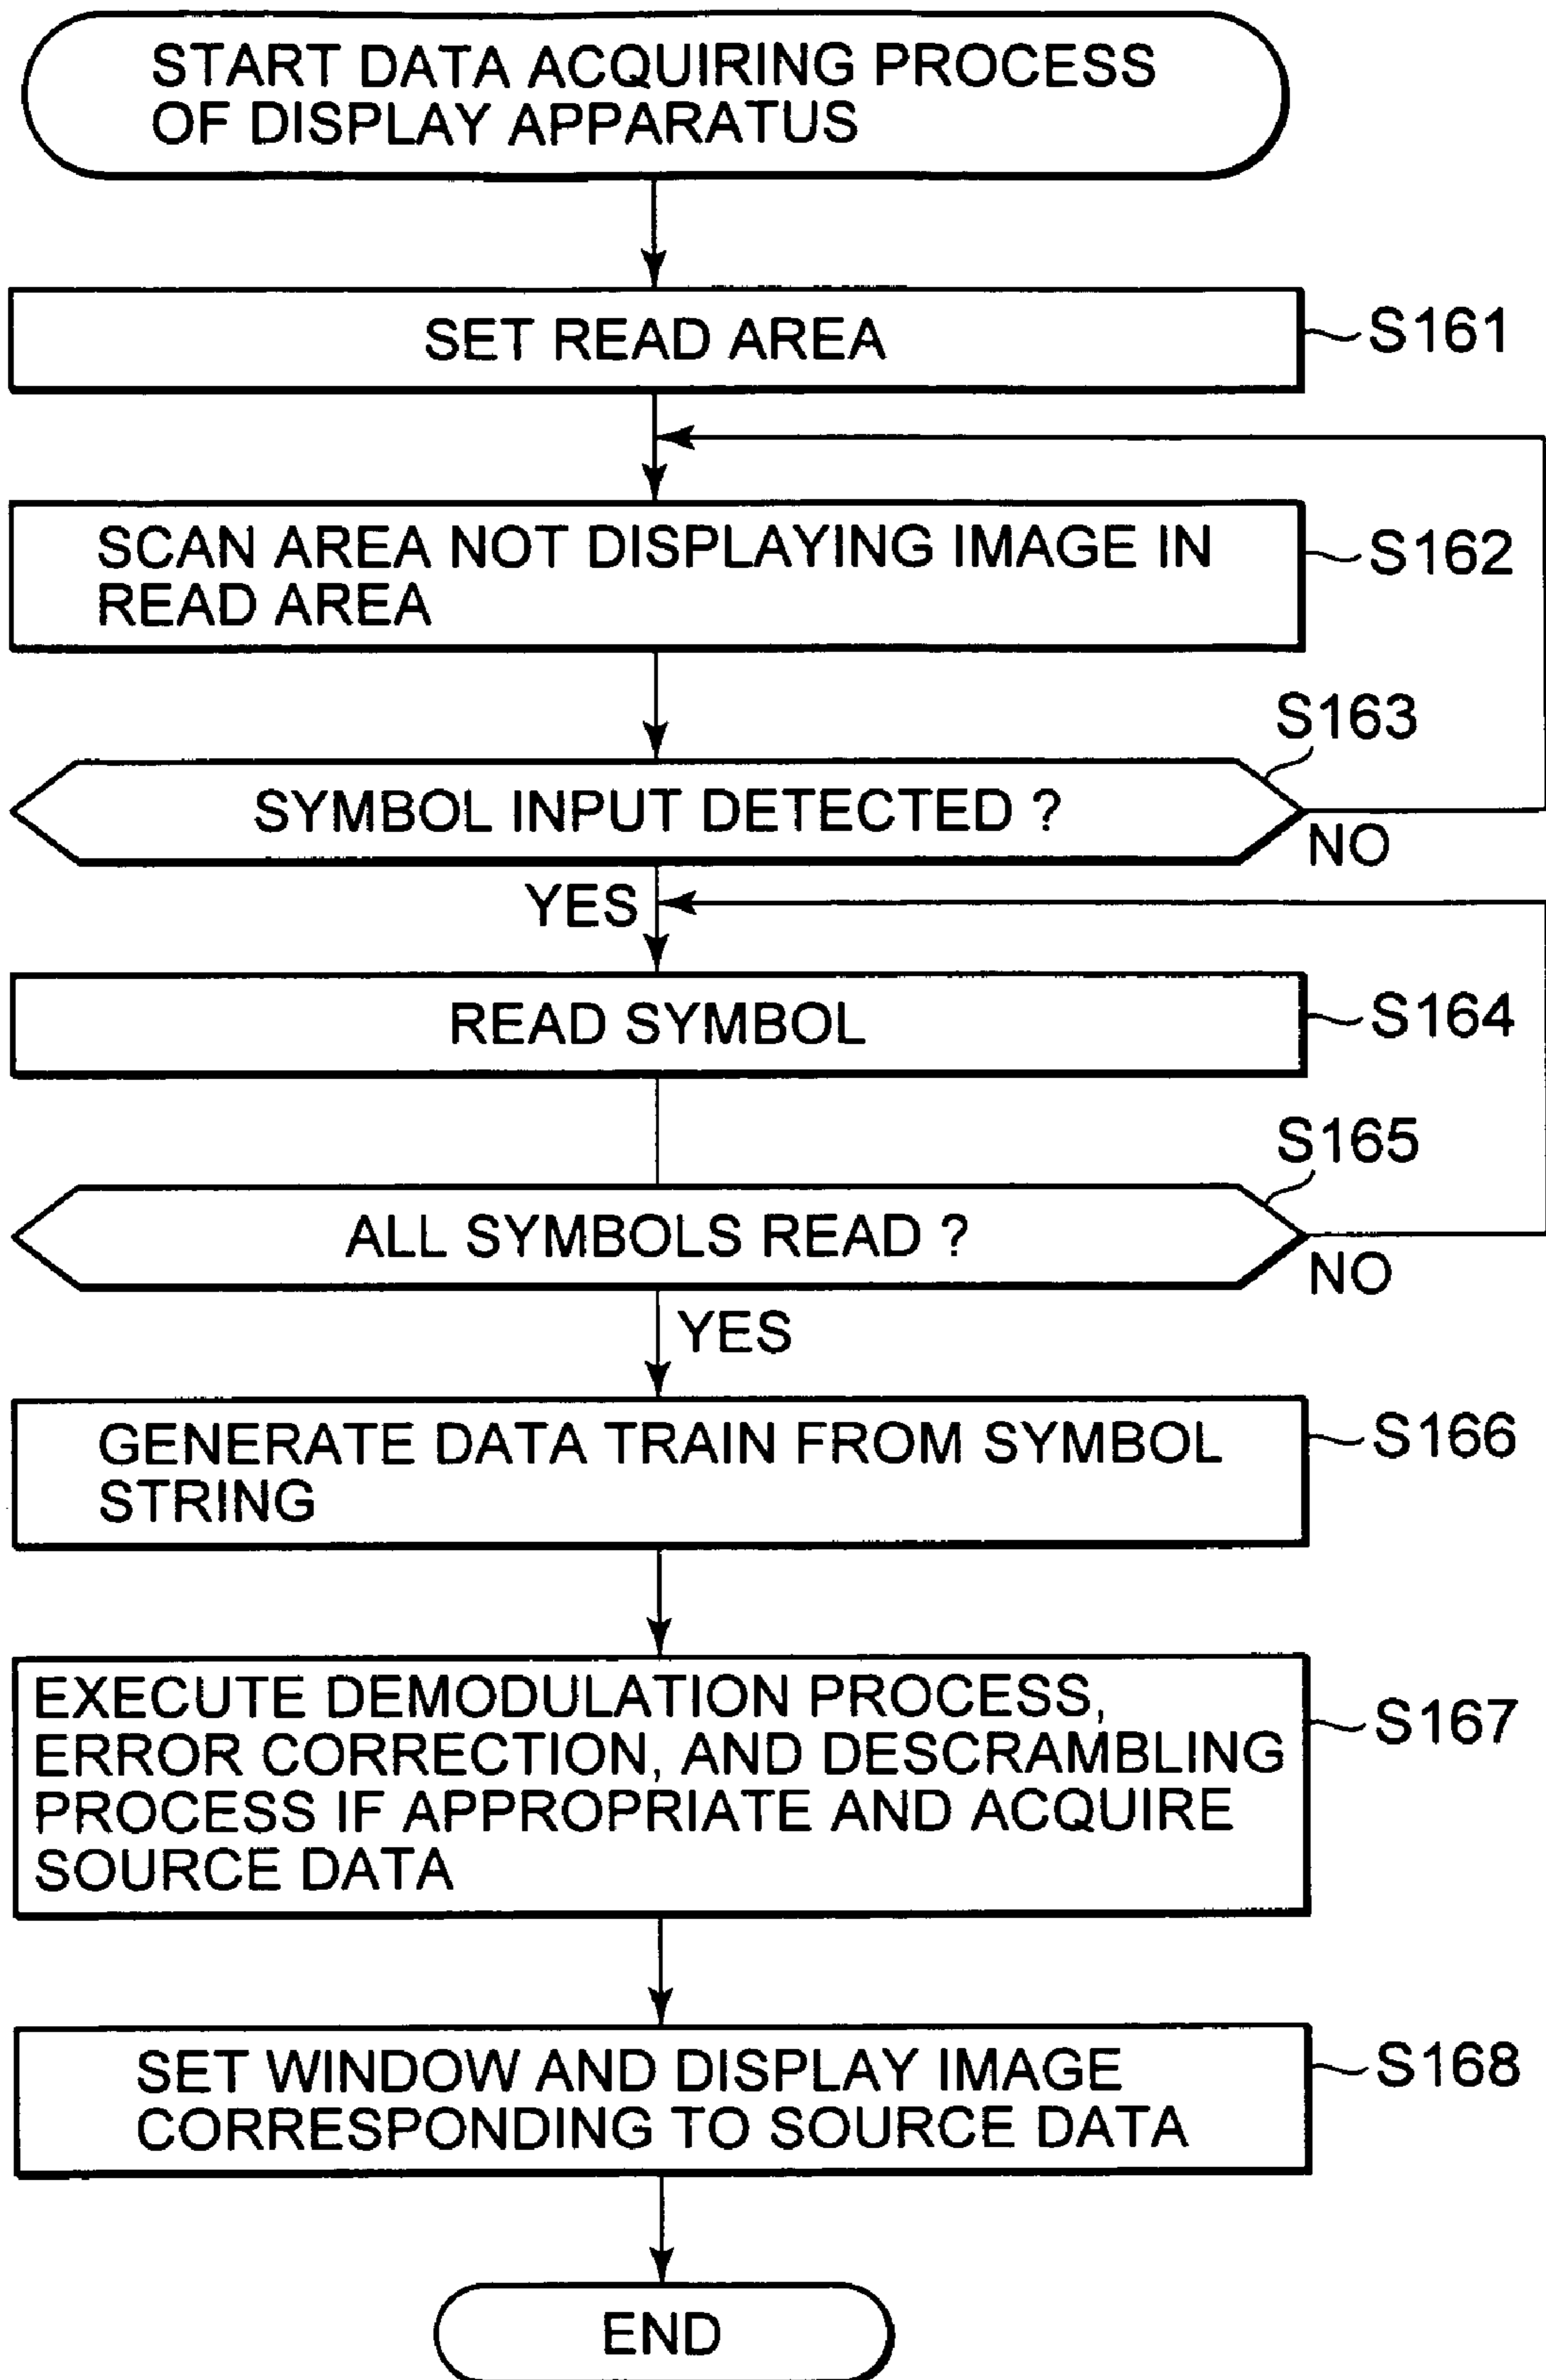 START DATA ACQUIRING PROCESS
OF DISPLAY APPARATUS
SET READ AREA
S161
SCAN AREA NOT DISPLAYING IMAGE IN
READ AREA
S162
S163
SYMBOL INPUT DETECTED ?
NO
YES
READ SYMBOL
S164
S165
ALL SYMBOLS READ ?
NO
YES
GENERATE DATA TRAIN FROM SYMBOL
STRING
S166
EXECUTE DEMODULATION PROCESS,
ERROR CORRECTION, AND DESCRAMBLING
PROCESS IF APPROPRIATE AND ACQUIRE
SOURCE DATA
S167
SET WINDOW AND DISPLAY IMAGE
CORRESPONDING TO SOURCE DATA
S168
END